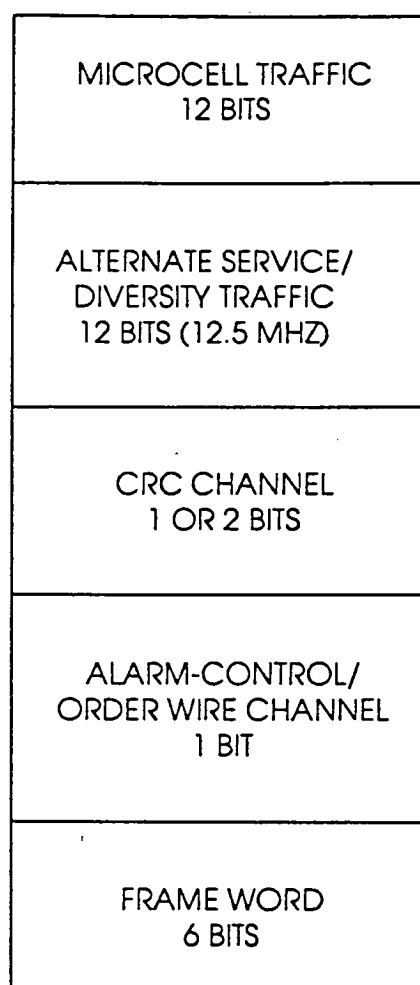 MICROCELL TRAFFIC
12 BITS
ALTERNATE SERVICE/
DIVERSITY TRAFFIC
12 BITS (12.5 MHZ)
CRC CHANNEL
1 OR 2 BITS
ALARM-CONTROL/
ORDER WIRE CHANNEL
1 BIT
FRAME WORD
6 BITS